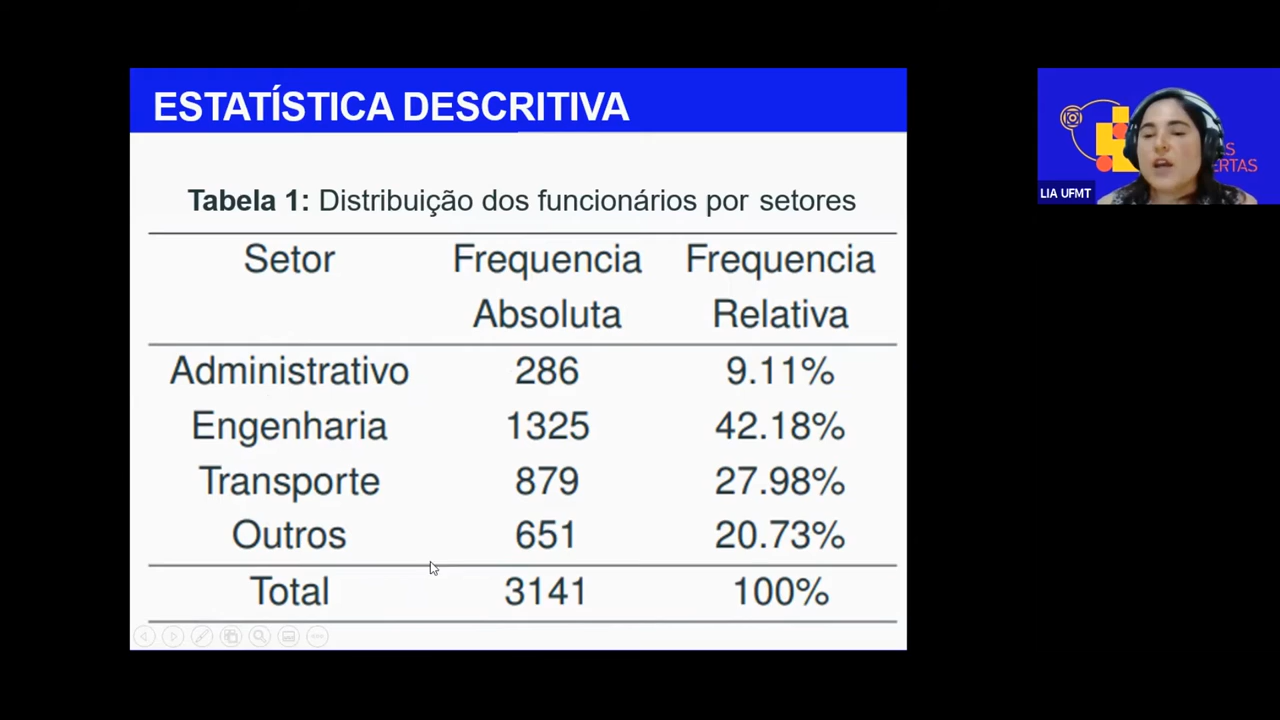 ESTATÍSTICA DESCRITIVA
Tabela 1: Distribuição dos funcionários por setores
Setor Frequencia Absoluta Frequencia Relativa
Administrativo 286 9.11%
Engenharia 1325 42.18%
Transporte 879 27.98%
Outros 651 20.73%
Total 3141 100%
LIA UFMT